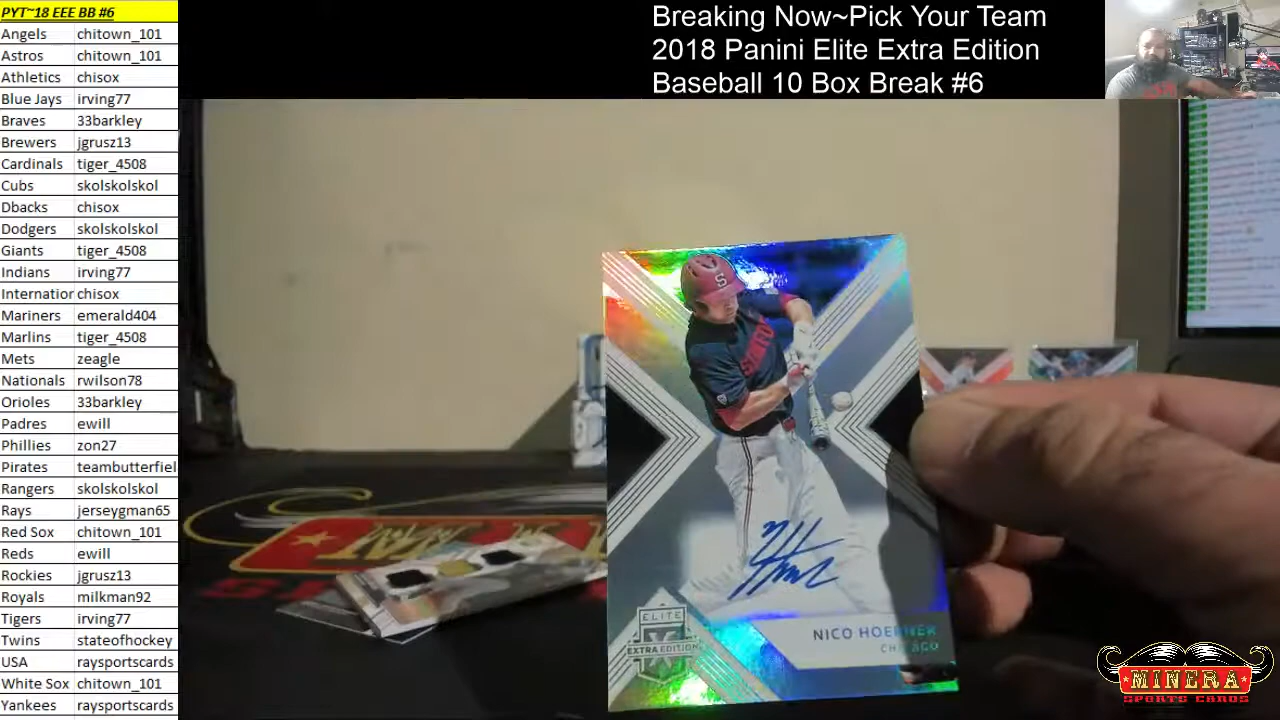 PYT~18 EEE BB #6
Angels chitown_101
Astros chitown_101
Athletics chisox
Blue Jays irving77
Braves 33barkley
Brewers jgrusz13
Cardinals tiger_4508
Cubs skolskolskol
Dbacks chisox
Dodgers skolskolskol
Giants tiger_4508
Indians irving77
Internatior chisox
Mariners emerald404
Marlins tiger_4508
Mets zeagle
Nationals rwilson78
Orioles 33barkley
Padres ewill
Phillies zon27
Pirates teambutterfiel
Rangers skolskolskol
Rays jerseygman65
Red Sox chitown_101
Reds ewill
Rockies jgrusz13
Royals milkman92
Tigers irving77
Twins stateofhockey
USA raysportscards
White Sox chitown_101
Yankees raysportscards
Breaking Now~Pick Your Team
2018 Panini Elite Extra Edition
Baseball 10 Box Break #6
S
ELITE
EXTRA EDITION
NICO HOERNER
CHICAGO
MINERA
SPORTS CARDS